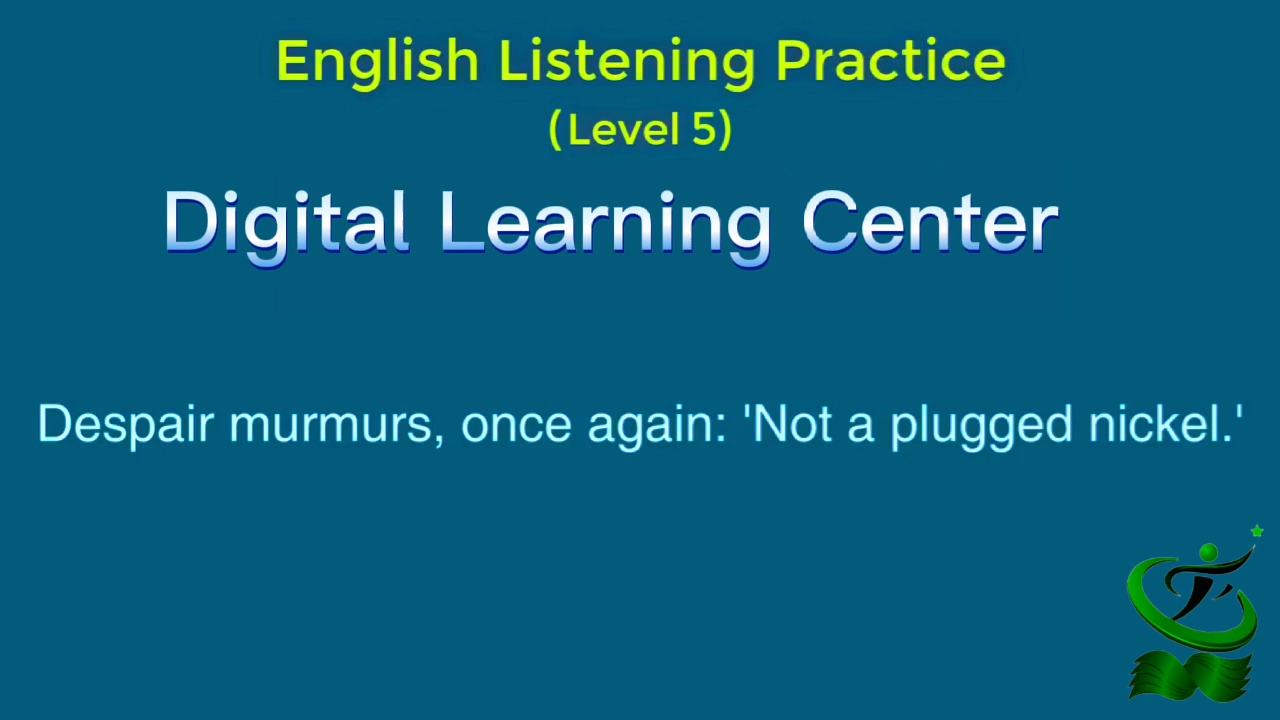 English Listening Practice
(Level 5)
Digital Learning Center
Despair murmurs, once again: 'Not a plugged nickel.'